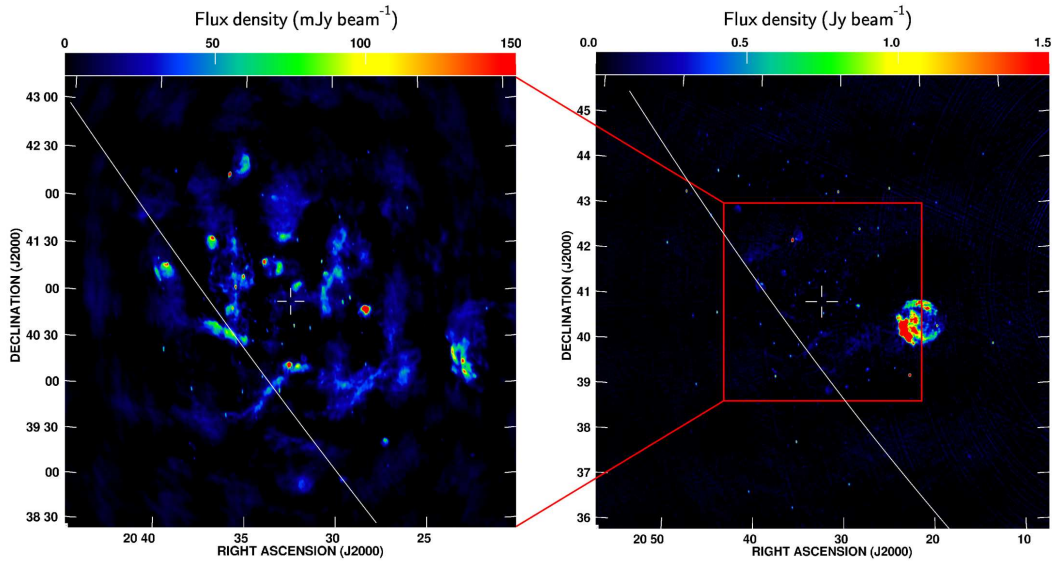 Flux density (mJy beam-1)
0 50 100 150
DECLINATION (J2000)
43 00
42 30
00
41 30
00
40 30
00
39 30
00
38 30
20 40 35 30 25
RIGHT ASCENSION (J2000)
Flux density (Jy beam-1)
0.0 0.5 1.0 1.5
DECLINATION (J2000)
45
44
43
42
41
40
39
38
37
36
20 50 40 30 20 10
RIGHT ASCENSION (J2000)